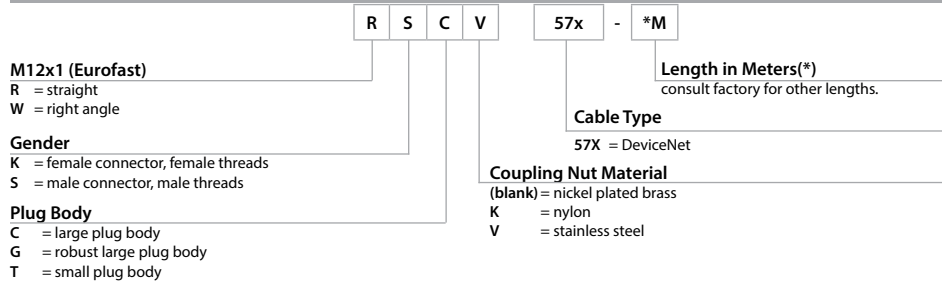 R S C V 57x - *M
M12x1 (Eurofast)
R = straight
W = right angle
Gender
K = female connector, female threads
S = male connector, male threads
Plug Body
C = large plug body
G = robust large plug body
T = small plug body
Length in Meters(*)
consult factory for other lengths.
Cable Type
57X = DeviceNet
Coupling Nut Material
(blank) = nickel plated brass
K = nylon
V = stainless steel